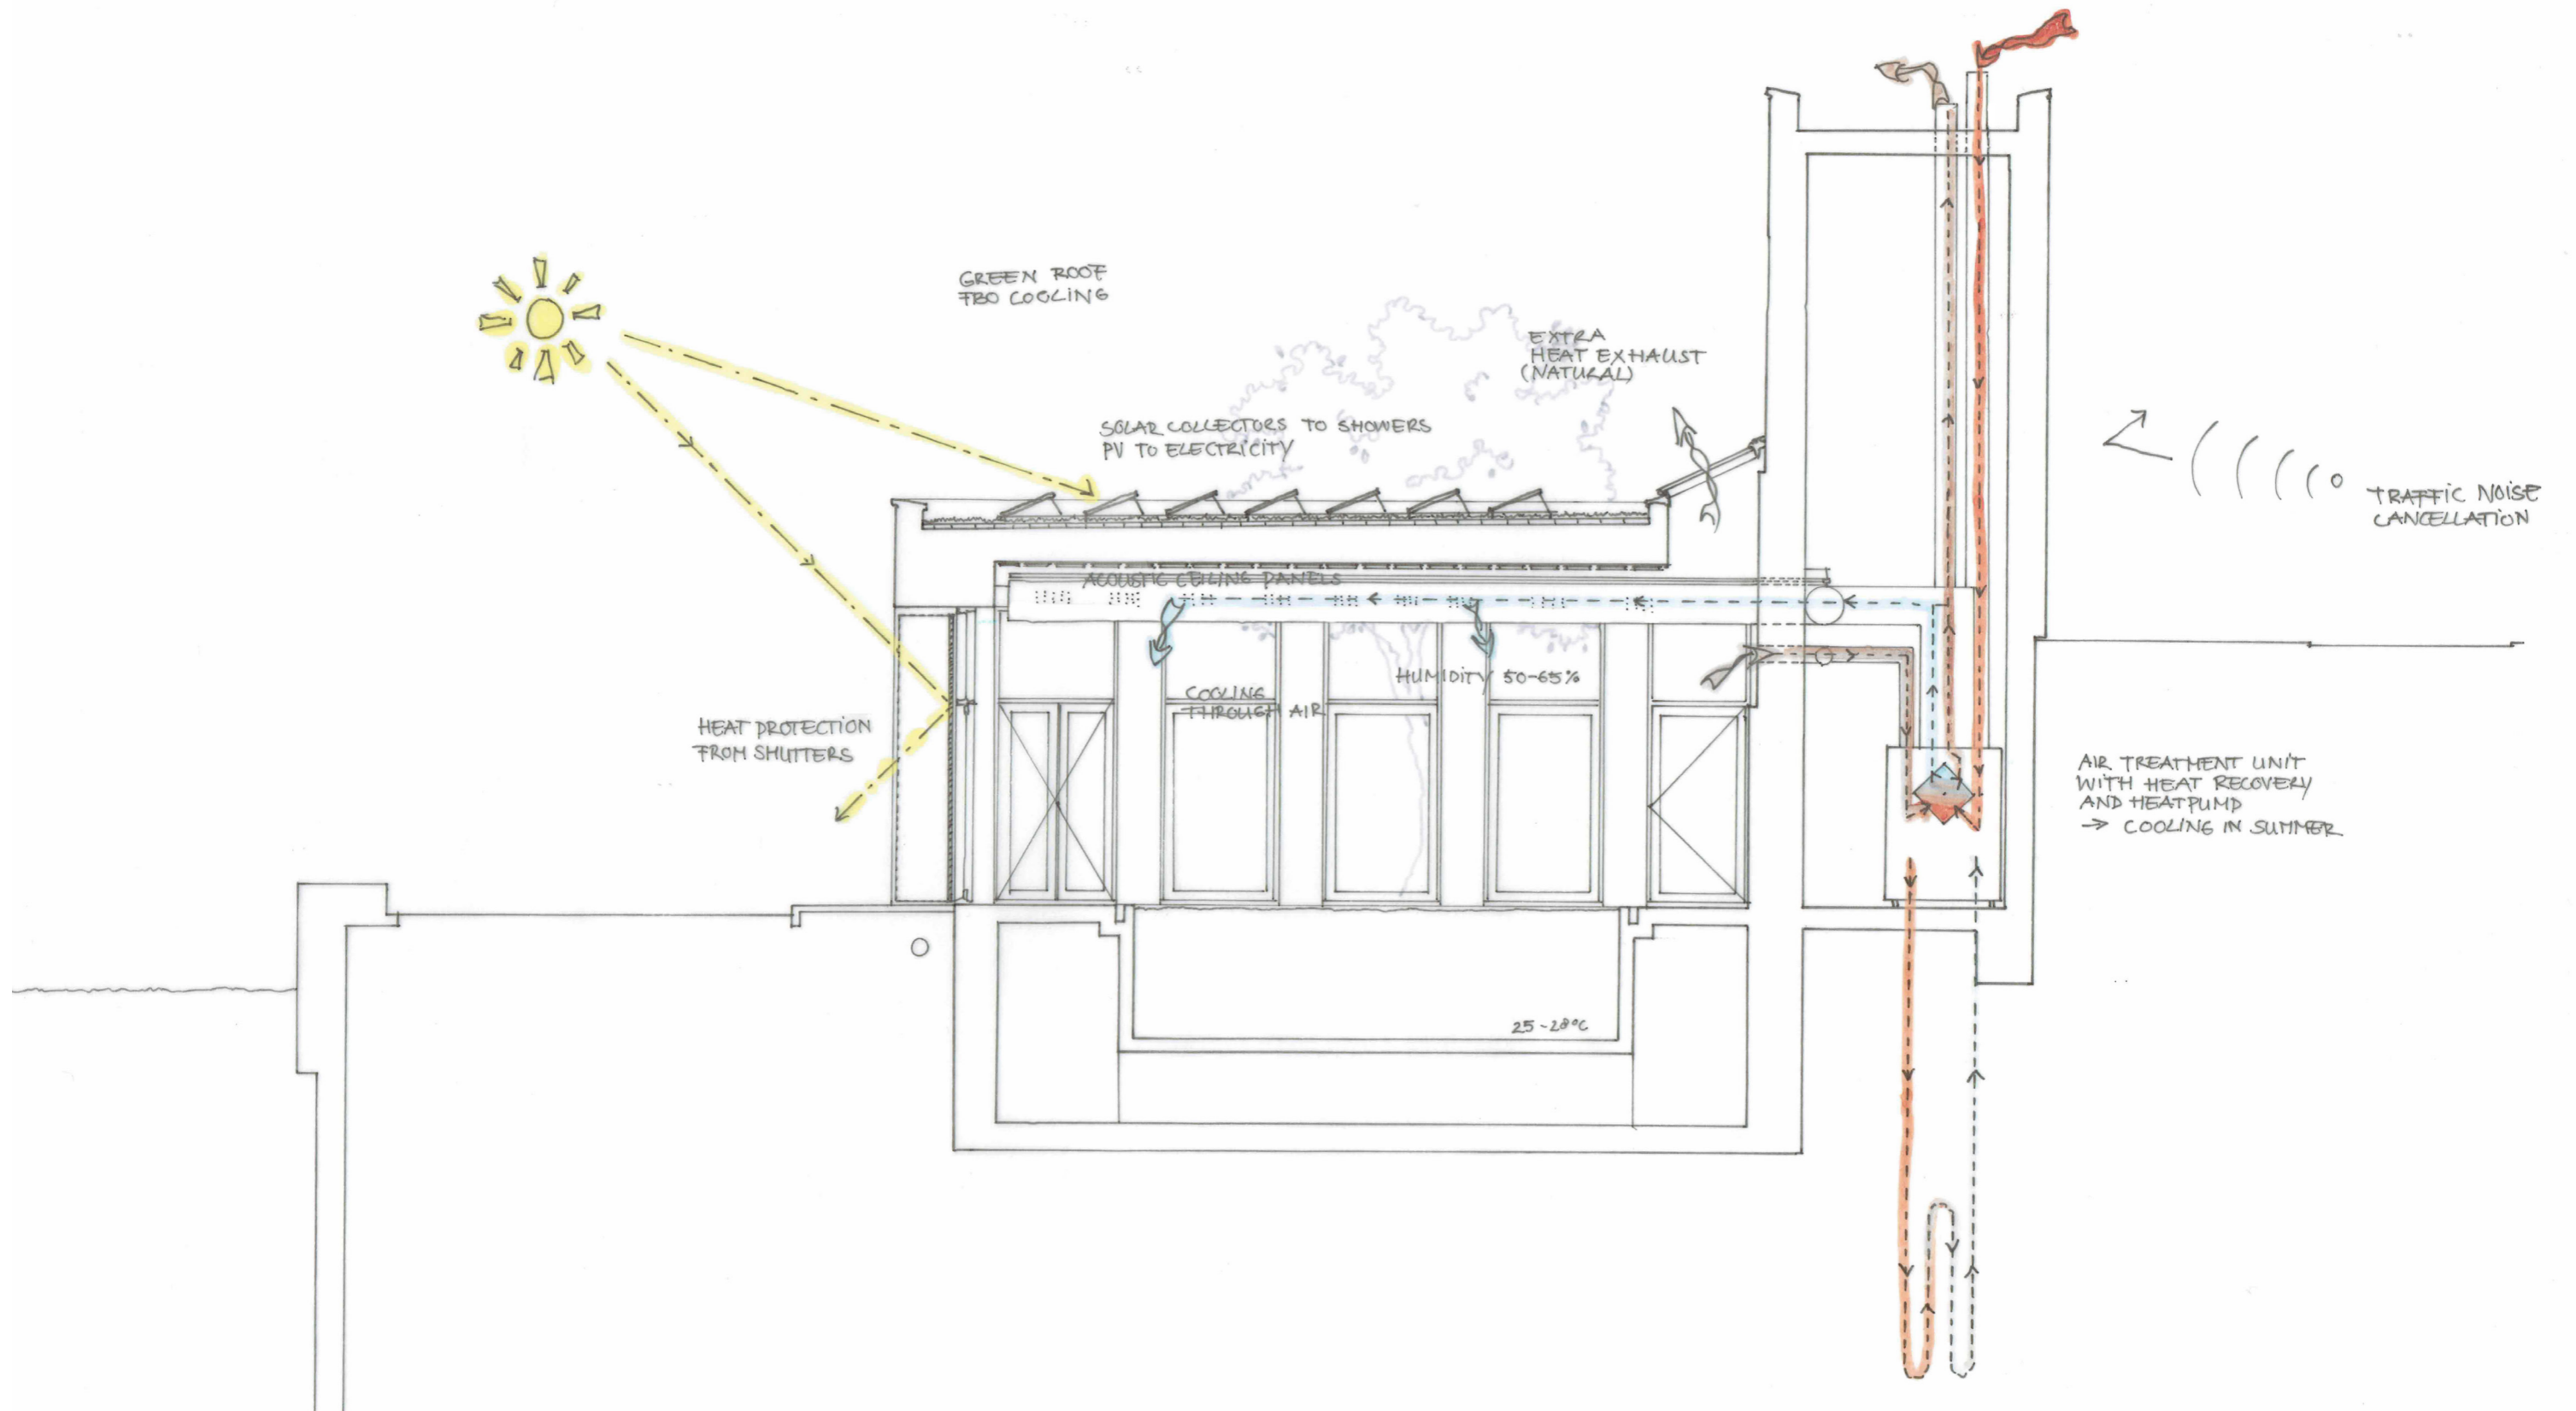 GREEN ROOF
TBO COOLING
EXTRA
HEAT EXHAUST
(NATURAL)
SOLAR COLLECTORS TO SHOWERS
PV TO ELECTRICITY
TRAFFIC NOISE
CANCELLATION
ACOUSTIC CEILING PANELS
HUMIDITY 50-65%
COOLING
THROUGH AIR
HEAT PROTECTION
FROM SHUTTERS
AIR TREATMENT UNIT
WITH HEAT RECOVERY
AND HEATPUMP
→ COOLING IN SUMMER
25-28°C